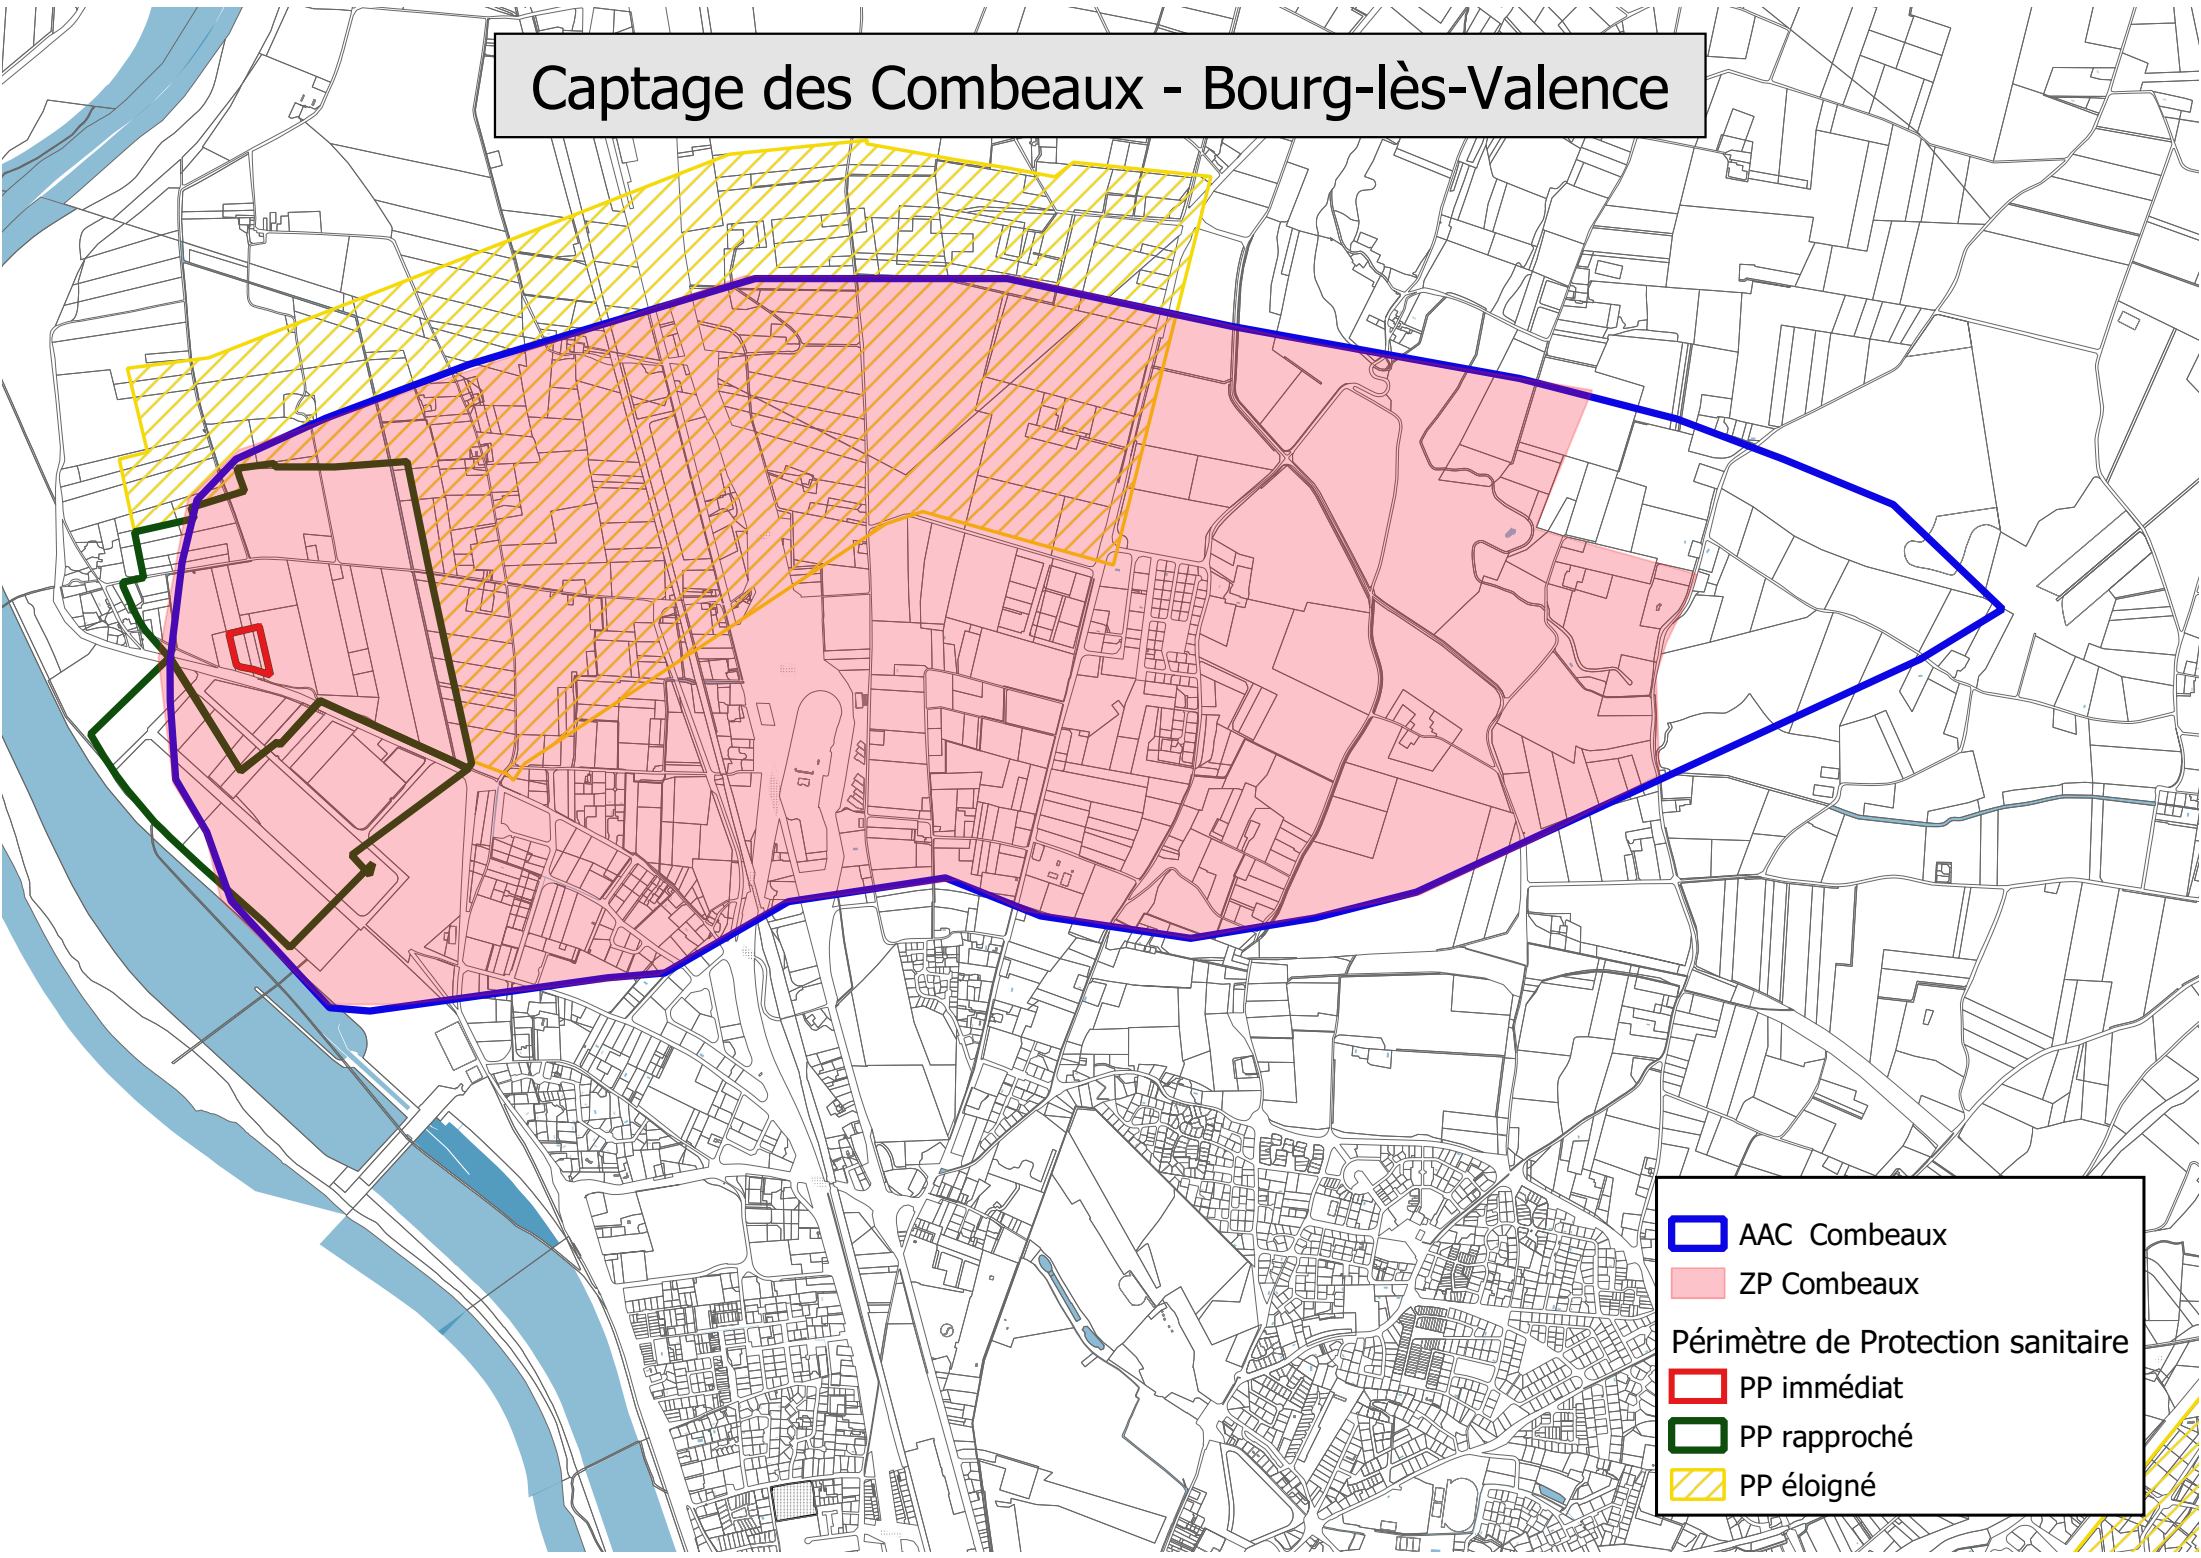 Captage des Combeaux - Bourg-lès-Valence
AAC Combeaux
ZP Combeaux
Périmètre de Protection sanitaire
PP immédiat
PP rapproché
PP éloigné